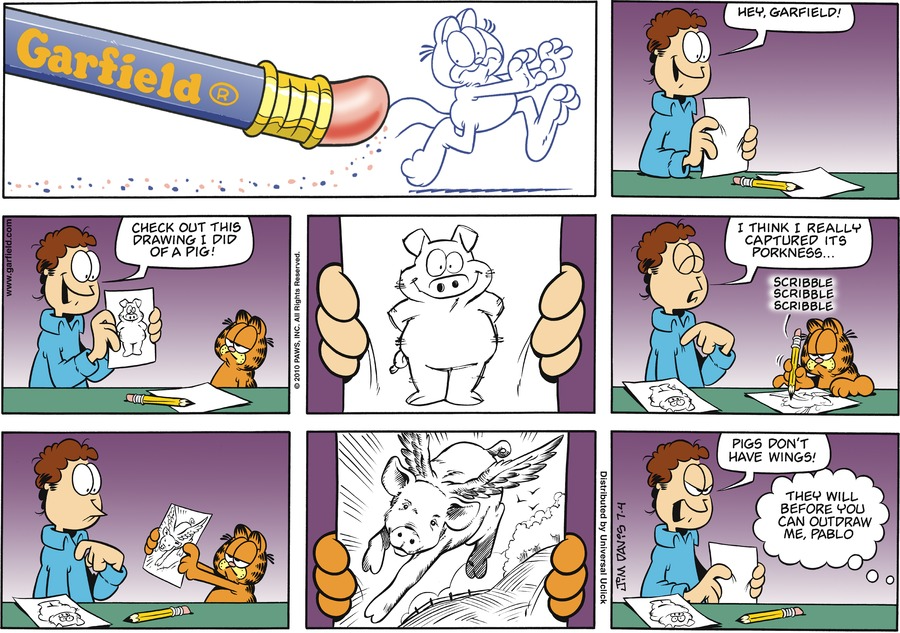 Garfield®
HEY, GARFIELD!
www.garfield.com
CHECK OUT THIS
DRAWING I DID
OF A PIG!
© 2010 PAWS, INC. All Rights Reserved.
I THINK I REALLY
CAPTURED ITS
PORKNESS...
SCRIBBLE
SCRIBBLE
SCRIBBLE
Distributed by Universal Uclick
JIM DAVIS 7.4
PIGS DON'T
HAVE WINGS!
THEY WILL
BEFORE YOU
CAN OUTDRAW
ME, PABLO